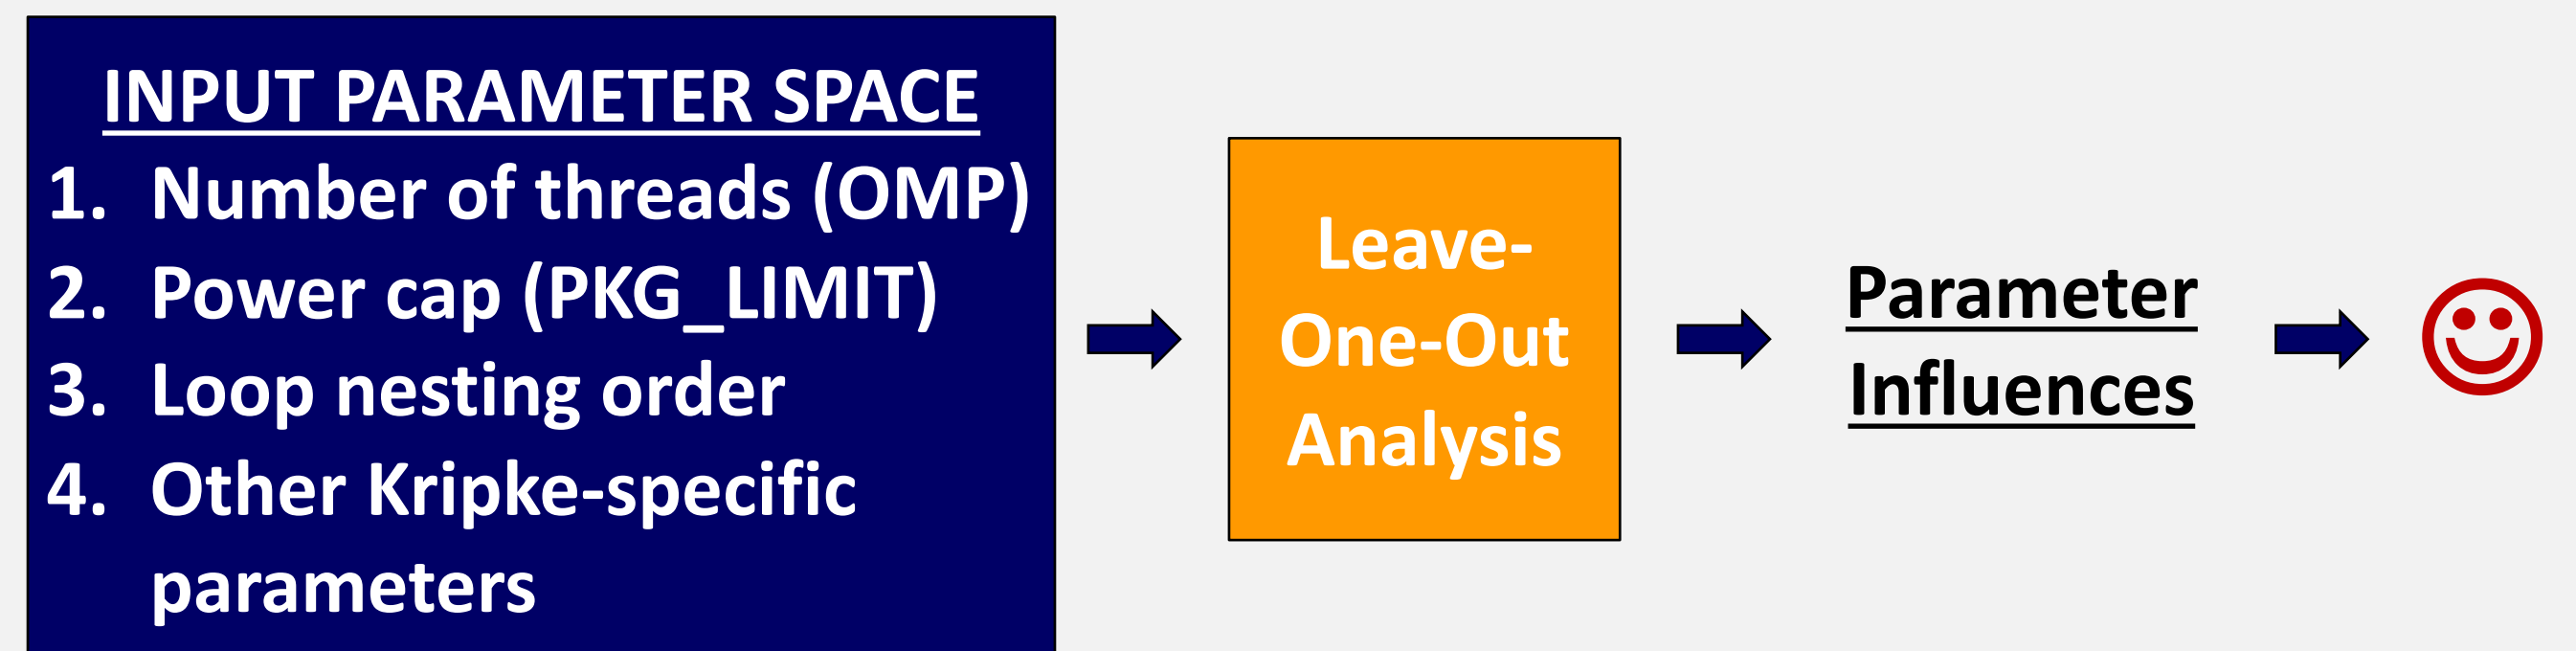 INPUT PARAMETER SPACE
1. Number of threads (OMP)
2. Power cap (PKG_LIMIT)
3. Loop nesting order
4. Other Kripke-specific
parameters
Leave-
One-Out
Analysis
Parameter
Influences